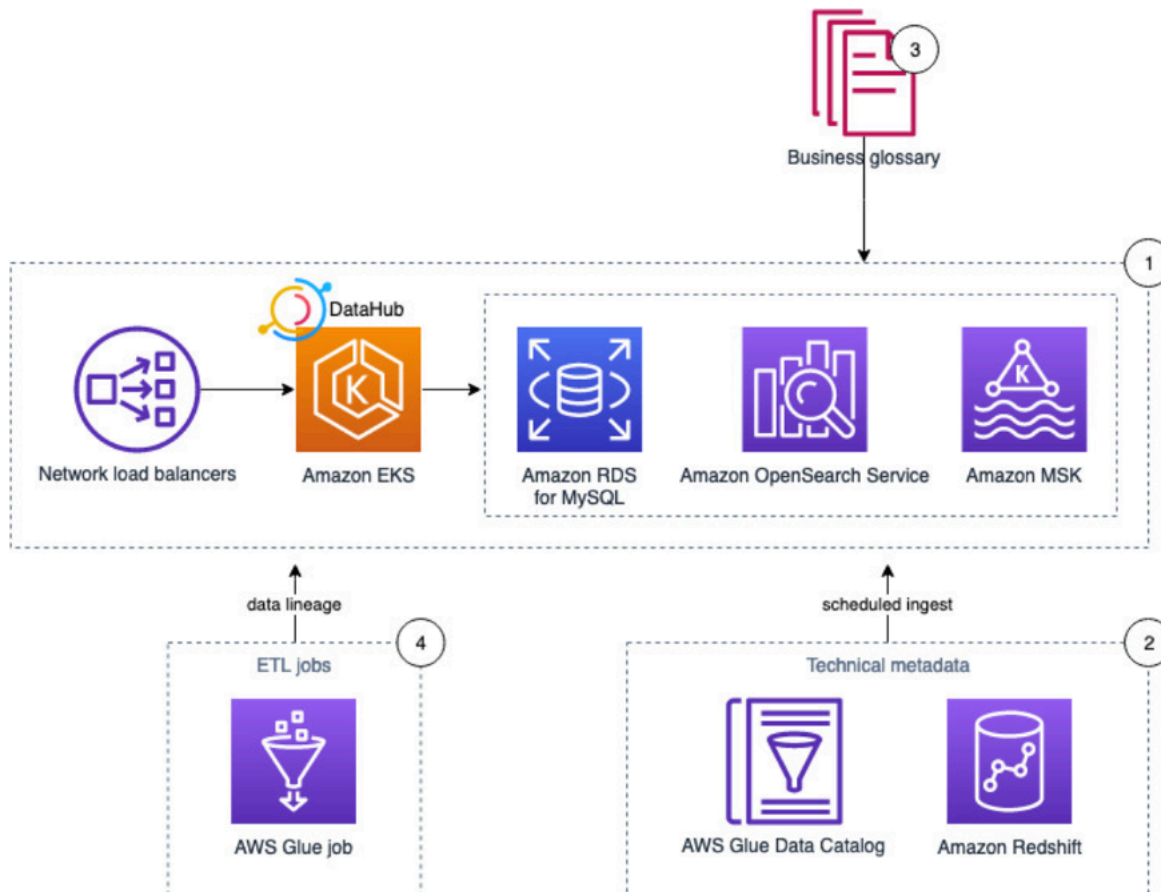 3
Business glossary
1
DataHub
Network load balancers
Amazon EKS
K
Amazon RDS
for MySQL
Amazon OpenSearch Service
K
Amazon MSK
data lineage
scheduled ingest
4
ETL jobs
AWS Glue job
2
Technical metadata
AWS Glue Data Catalog
Amazon Redshift